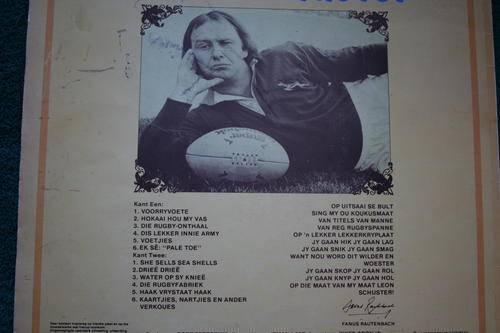 Kant Een:
1. VOORRYVOETE
2. HOKAAI HOU MY VAS
3. DIE RUGBY-ONTHAAL
4. DIS LEKKER INNIE ARMY
5. VOETJIES
6. EK SÊ: "PALE TOE"
Kant Twee:
1. SHE SELLS SEA SHELLS
2. DRIEË DRIEË
3. WATER OP SY KNIEË
4. DIE RUGBYFABRIEK
5. HAAK VRYSTAAT HAAK
6. KAARTJIES, NARTJIES EN ANDER
VERKOUES
OP UITSAAI SE BULT
SING MY OU KOUKUSMAAT
VAN TITELS VAN MANNE
VAN REG RUGBYSPANNE
OP 'n LEKKER LEKKERKRYPLAAT
JY GAAN HIK JY GAAN LAG
JY GAAN SNIK JY GAAN SMAG
WANT NOU WORD DIT WILDER EN
WOESTER
JY GAAN SKOP JY GAAN ROL
JY GAAN KNYP JY GAAN HOL
OP DIE MAAT VAN MY MAAT LEON
SCHUSTER!
FANUS RAUTENBACH